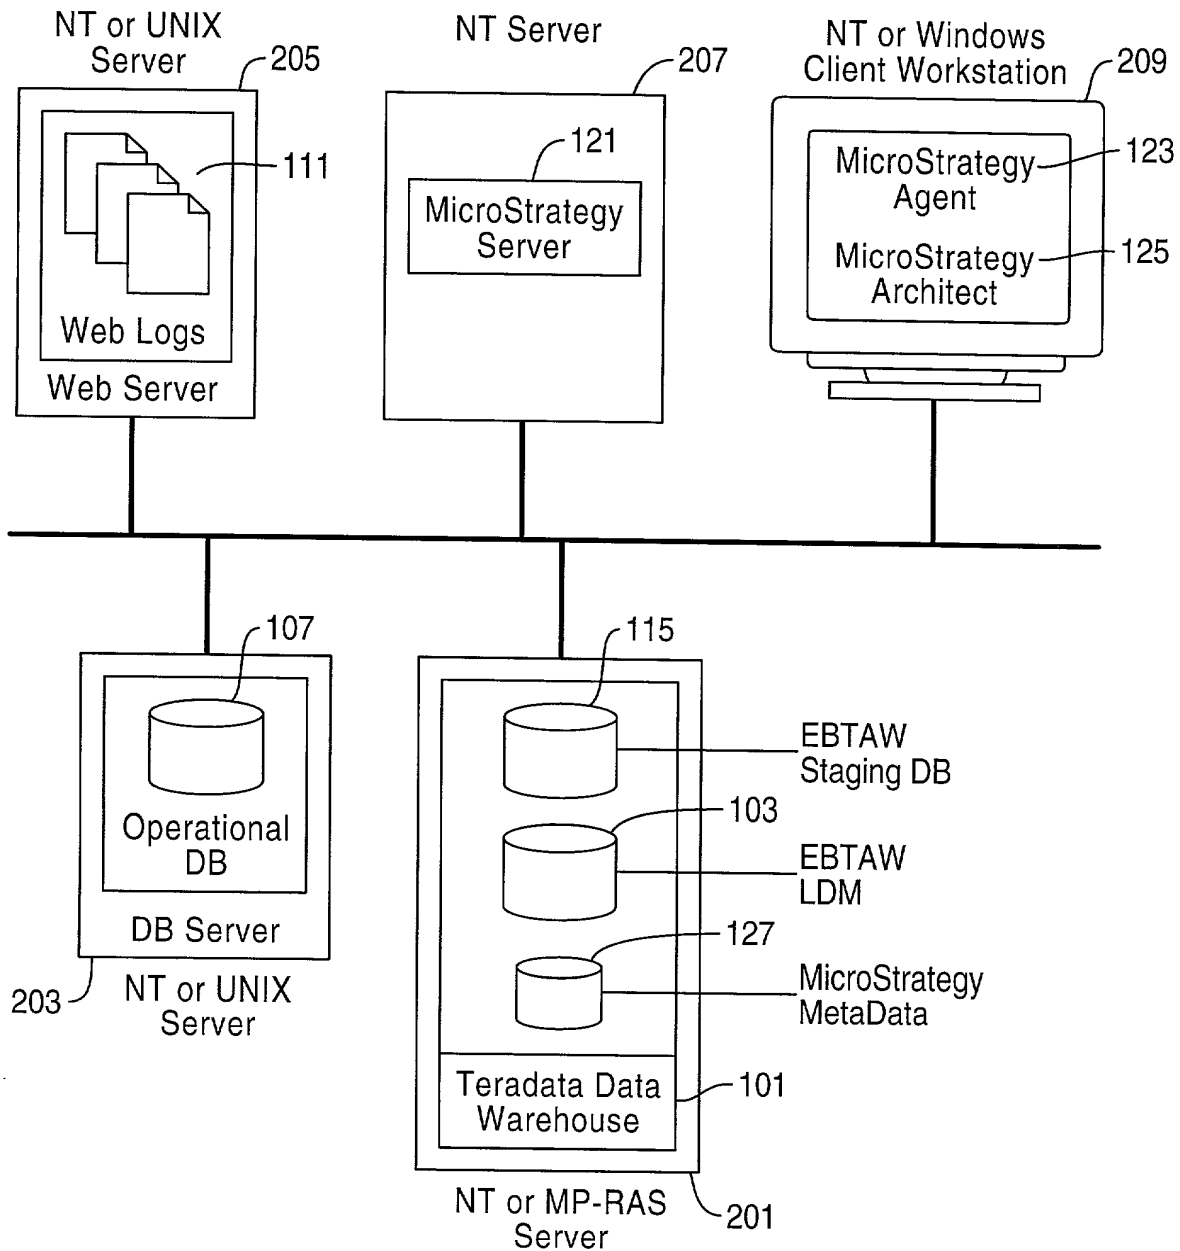 NT or UNIX
Server
205
111
Web Logs
Web Server
NT Server
207
121
MicroStrategy
Server
NT or Windows
Client Workstation
209
MicroStrategy
Agent
123
MicroStrategy
Architect
125
107
Operational
DB
DB Server
203
NT or UNIX
Server
115
EBTAW
Staging DB
103
EBTAW
LDM
127
MicroStrategy
MetaData
Teradata Data
Warehouse
101
NT or MP-RAS
Server
201